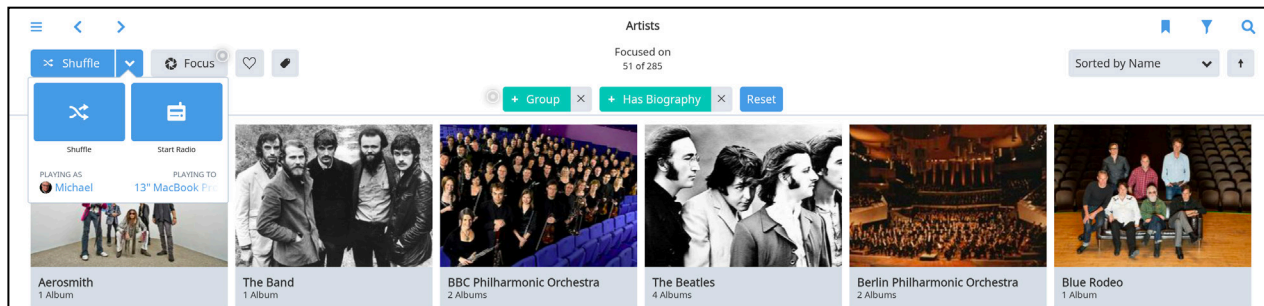 Artists
Shuffle
Focus
Focused on
51 of 285
Sorted by Name
+ Group
+ Has Biography
Reset
Shuffle
Start Radio
PLAYING AS
PLAYING TO
Michael
13" MacBook Pr
Aerosmith
1 Album
The Band
1 Album
BBC Philharmonic Orchestra
2 Albums
The Beatles
4 Albums
Berlin Philharmonic Orchestra
2 Albums
Blue Rodeo
1 Album